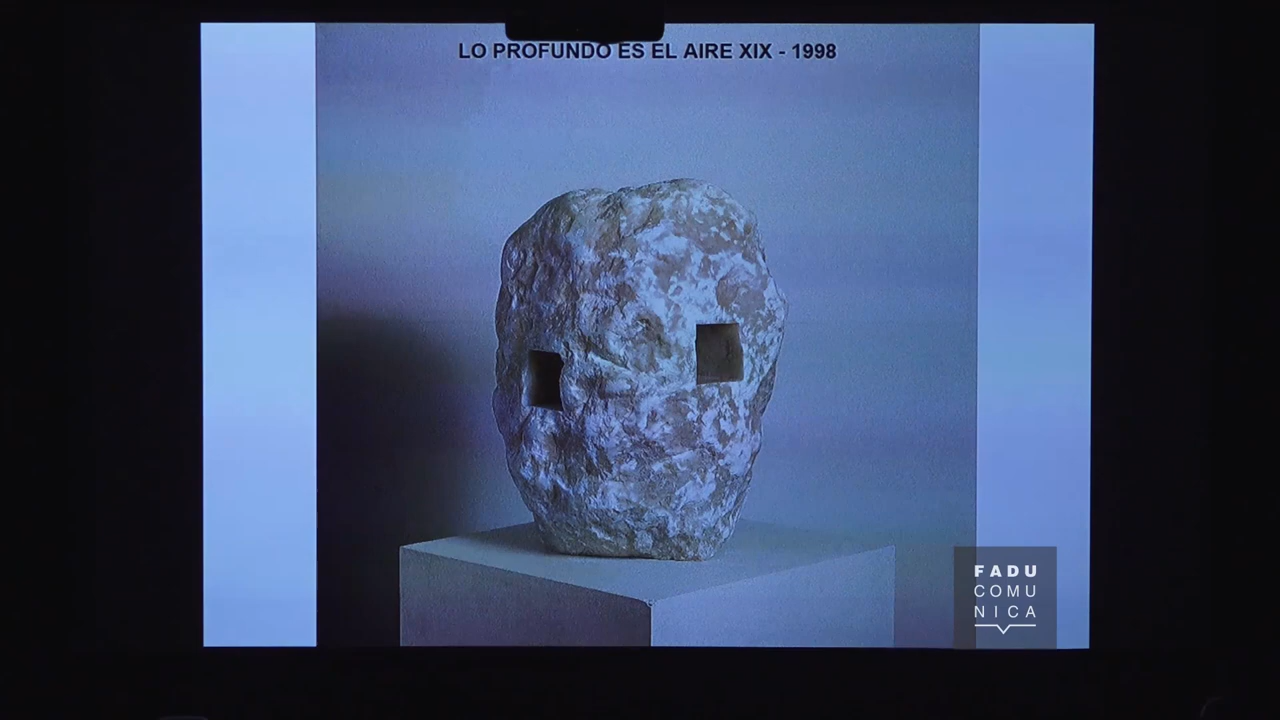 LO PROFUNDO ES EL AIRE XIX - 1998
FADU
COMU
NICA